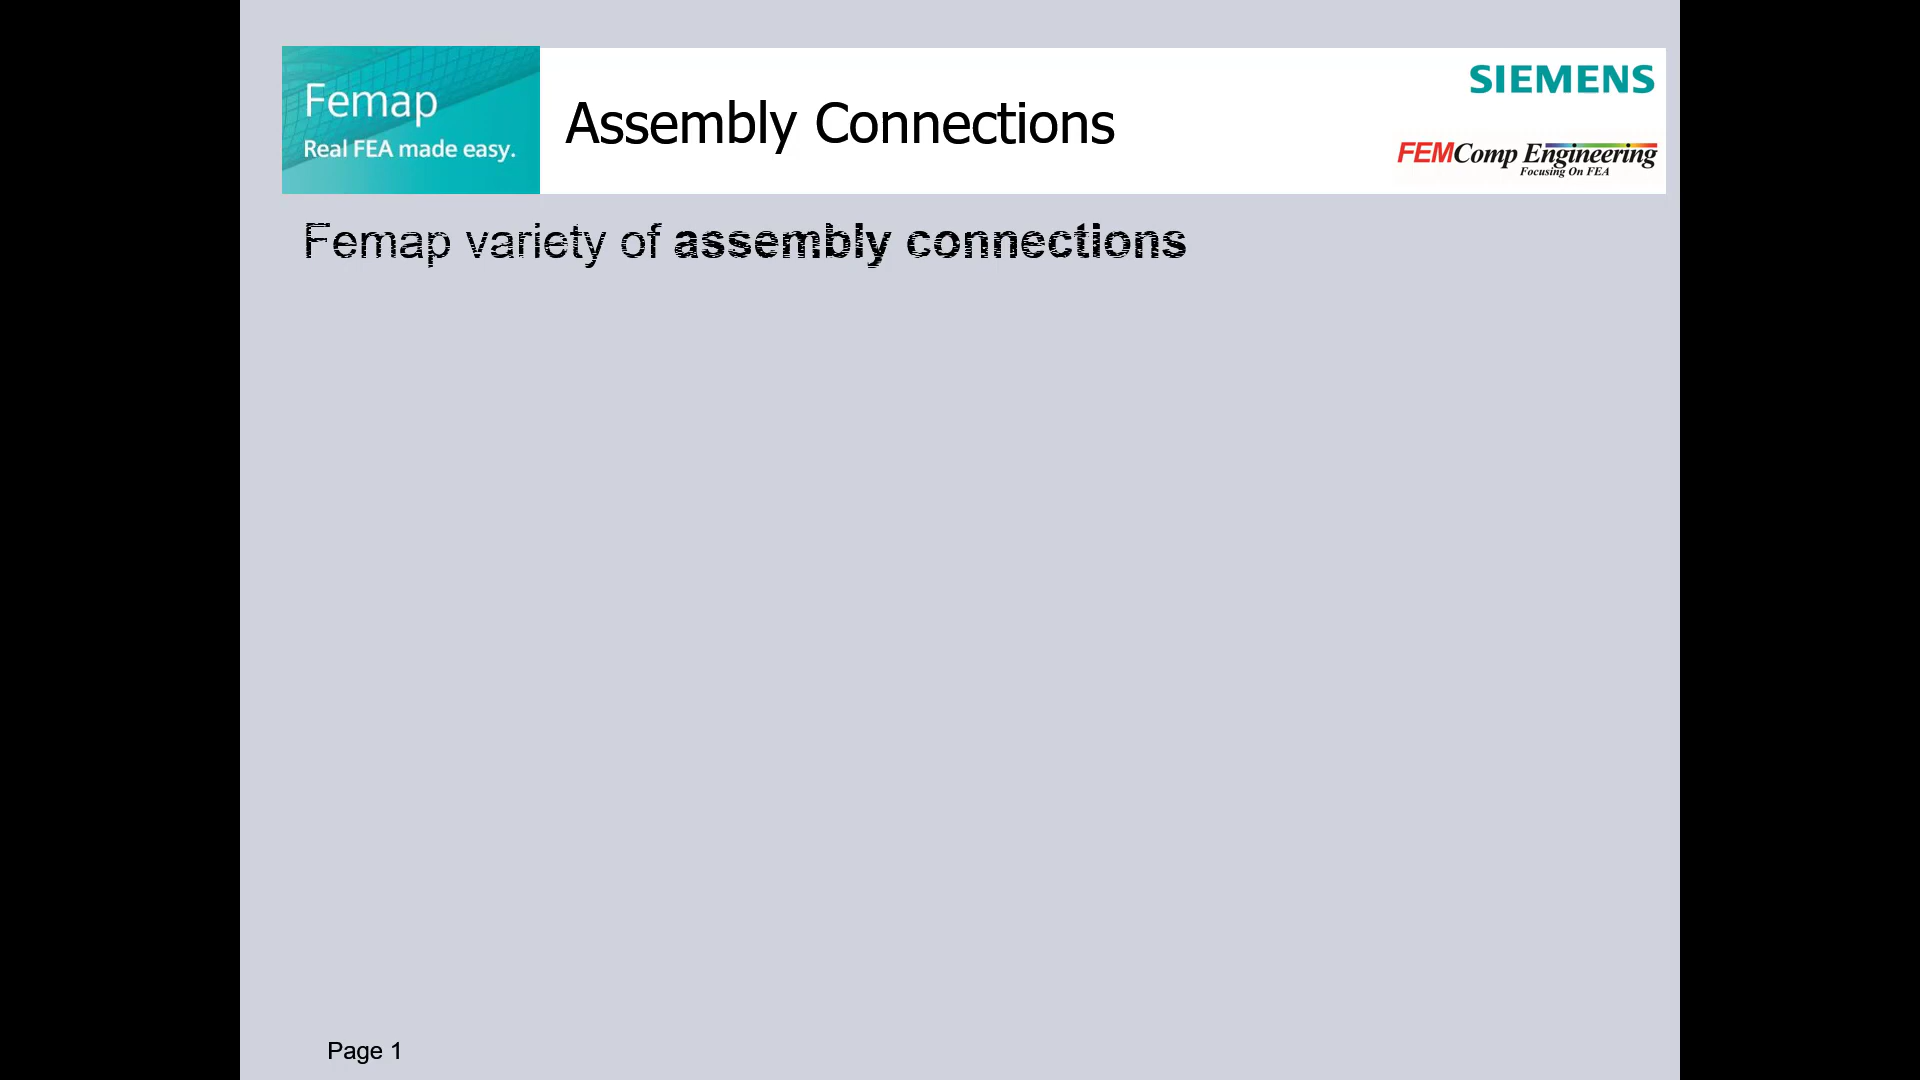 Femap
Real FEA made easy.
Assembly Connections
SIEMENS
FEMComp Engineering
Focusing On FEA
Femap variety of assembly connections
Page 1